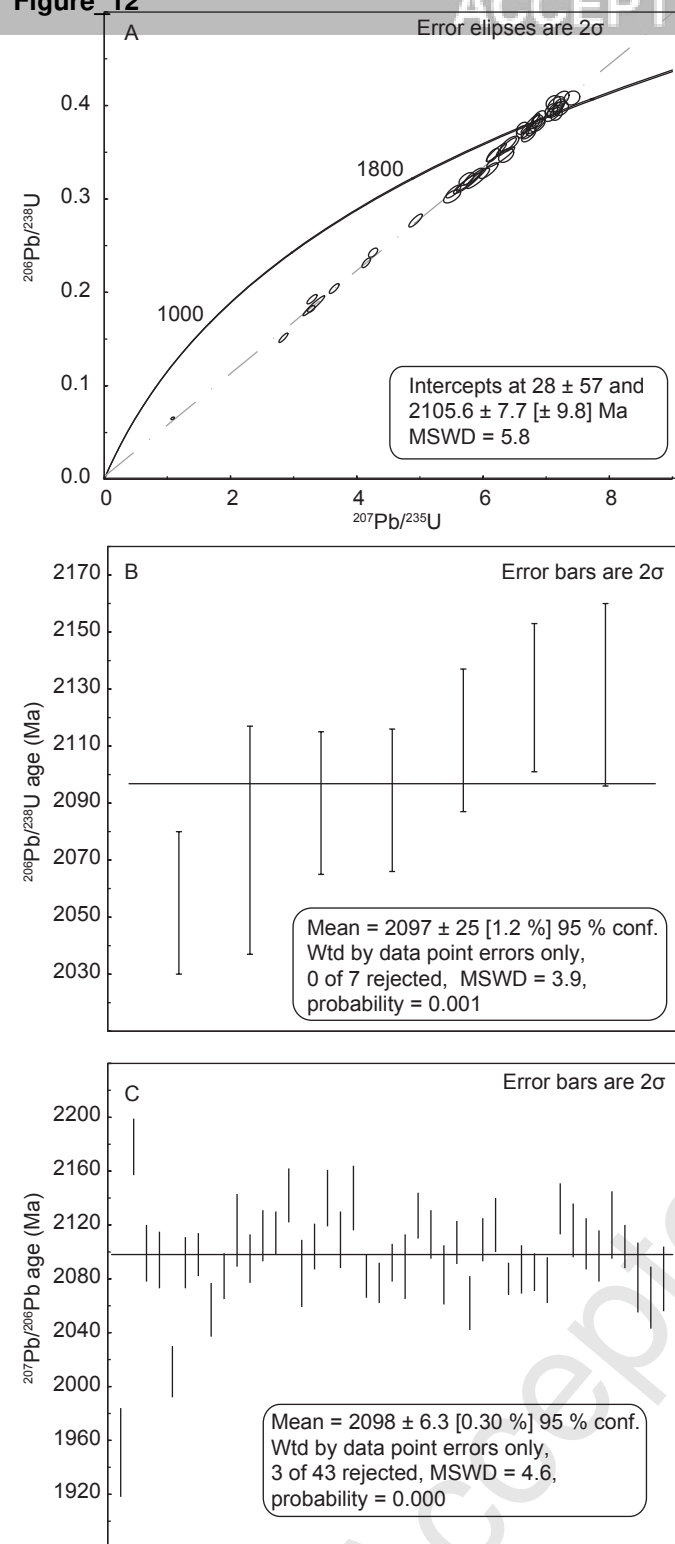 Figure_12
ACCEPT
A
Error elipses are 2σ
0.4
0.3
0.2
0.1
0.0
206Pb/238U
1800
1000
Intercepts at 28 ± 57 and
2105.6 ± 7.7 [± 9.8] Ma
MSWD = 5.8
0 2 4 6 8
207Pb/235U
B
Error bars are 2σ
2170
2150
2130
2110
2090
2070
2050
2030
206Pb/238U age (Ma)
Mean = 2097 ± 25 [1.2 %] 95 % conf.
Wtd by data point errors only,
0 of 7 rejected, MSWD = 3.9,
probability = 0.001
C
Error bars are 2σ
2200
2160
2120
2080
2040
2000
1960
1920
207Pb/206Pb age (Ma)
Mean = 2098 ± 6.3 [0.30 %] 95 % conf.
Wtd by data point errors only,
3 of 43 rejected, MSWD = 4.6,
probability = 0.000
Accepte